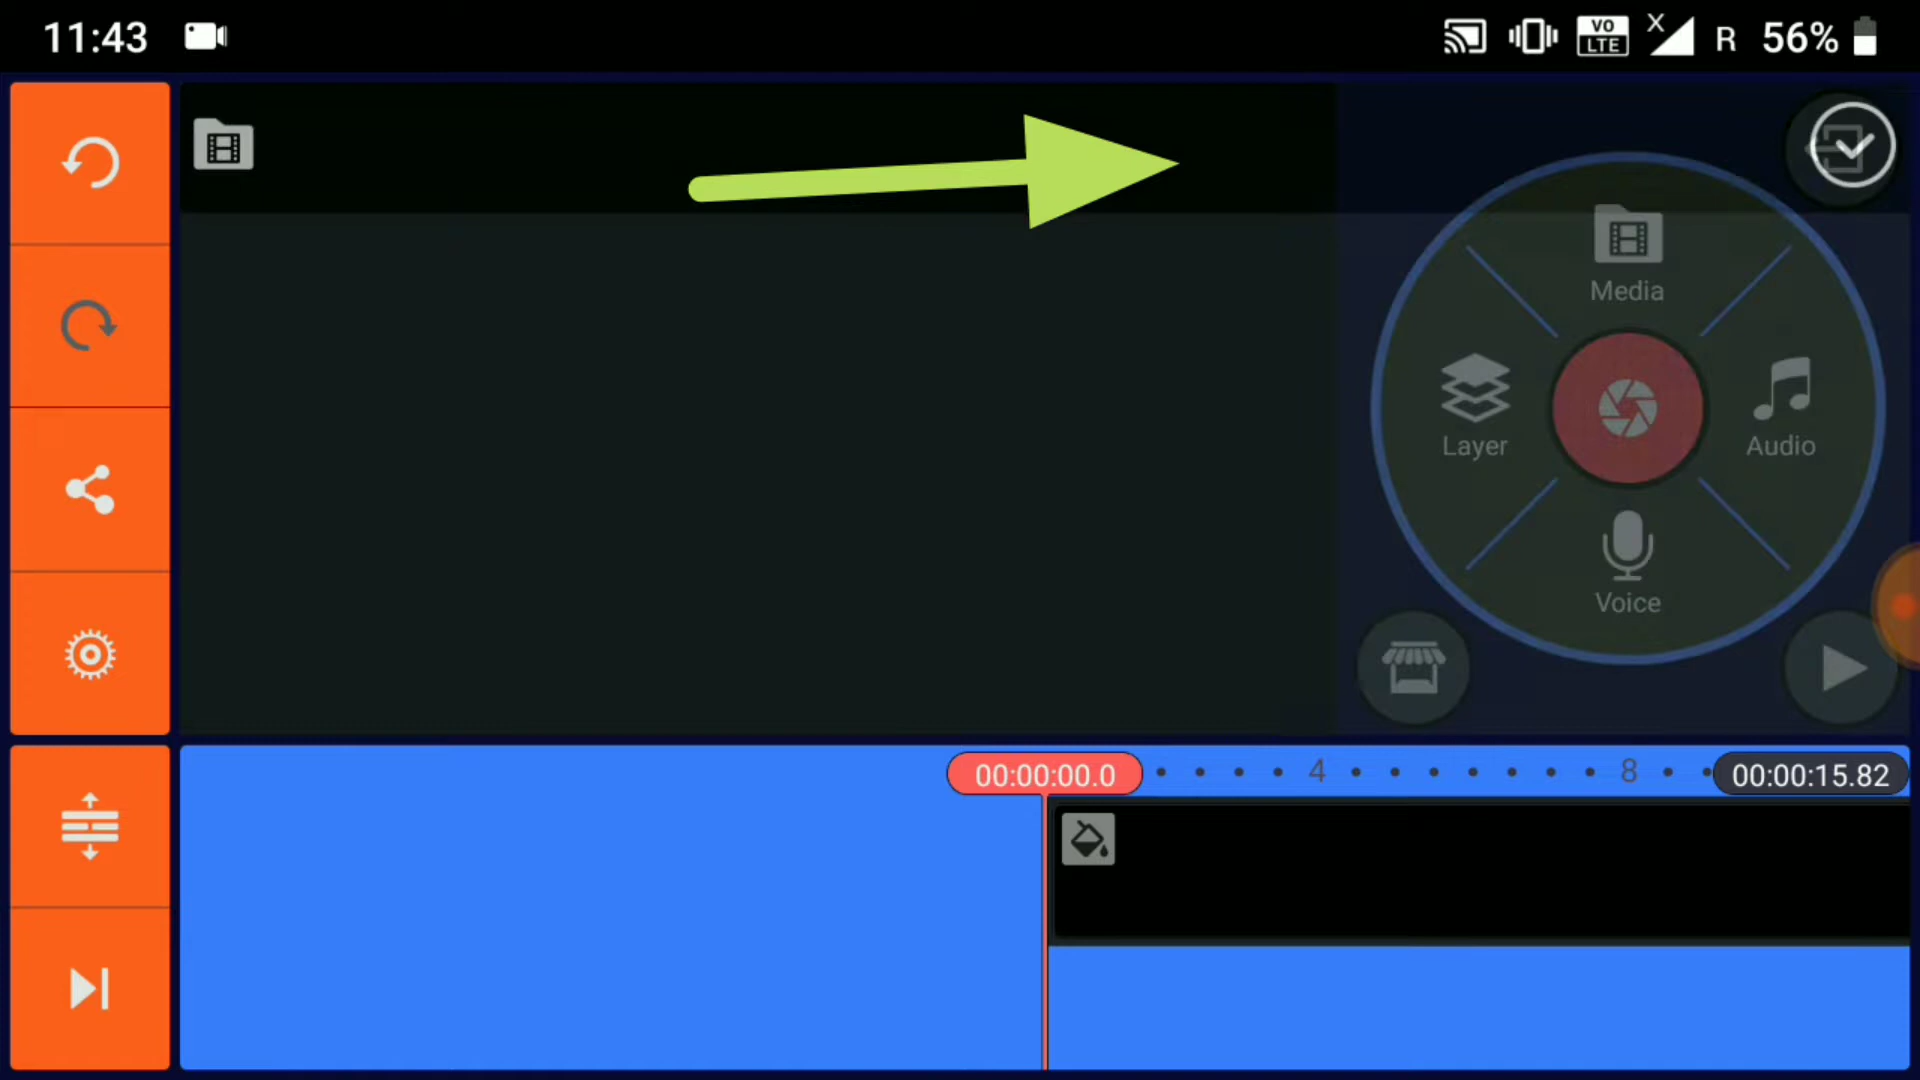 11:43
VO
LTE
X
R
56%
Media
Layer
Audio
Voice
00:00:00.0
4
8
00:00:15.82